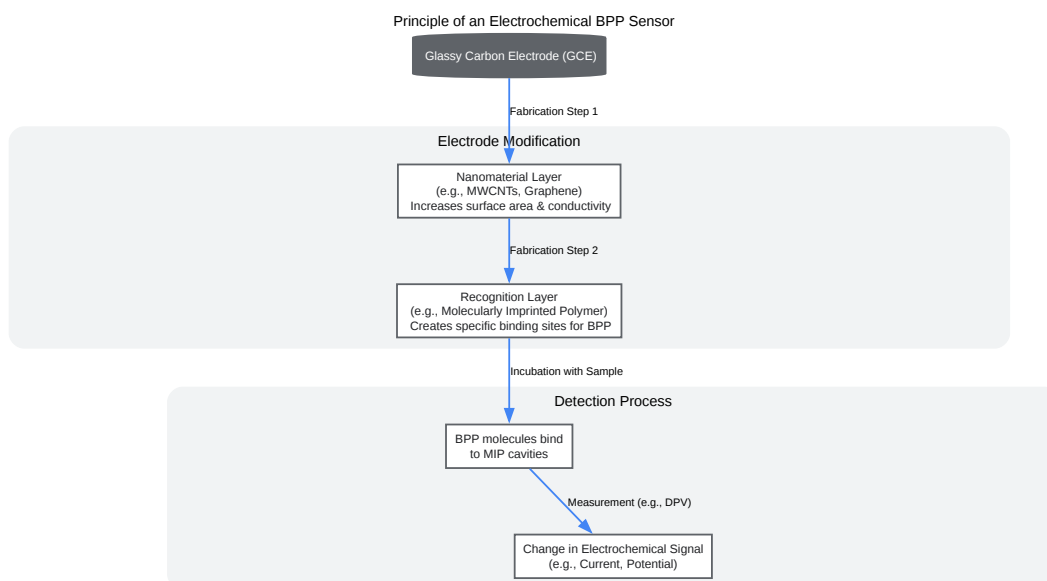 Principle of an Electrochemical BPP Sensor
Glassy Carbon Electrode (GCE)
Fabrication Step 1
Electrode Modification
Nanomaterial Layer
(e.g., MWCNTs, Graphene)
Increases surface area & conductivity
Fabrication Step 2
Recognition Layer
(e.g., Molecularly Imprinted Polymer)
Creates specific binding sites for BPP
Incubation with Sample
Detection Process
BPP molecules bind
to MIP cavities
Measurement (e.g., DPV)
Change in Electrochemical Signal
(e.g., Current, Potential)